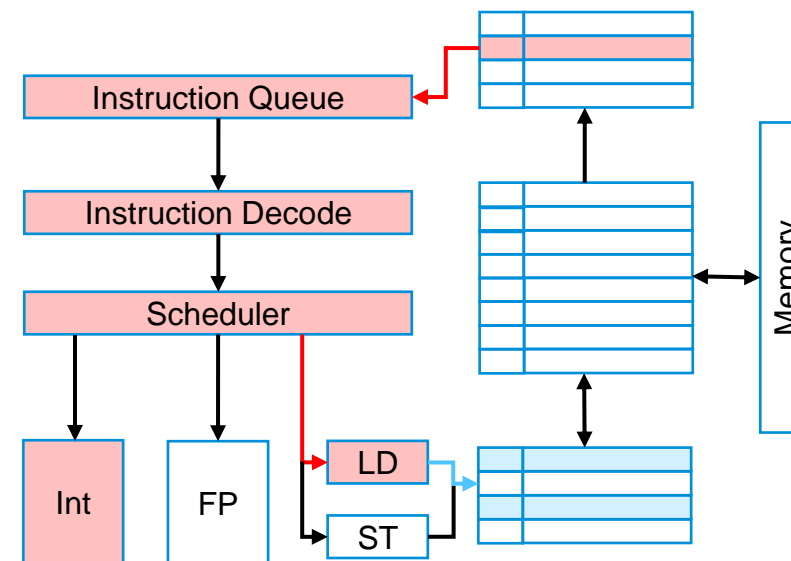 Instruction Queue
Instruction Decode
Scheduler
Int
FP
LD
ST
Memory